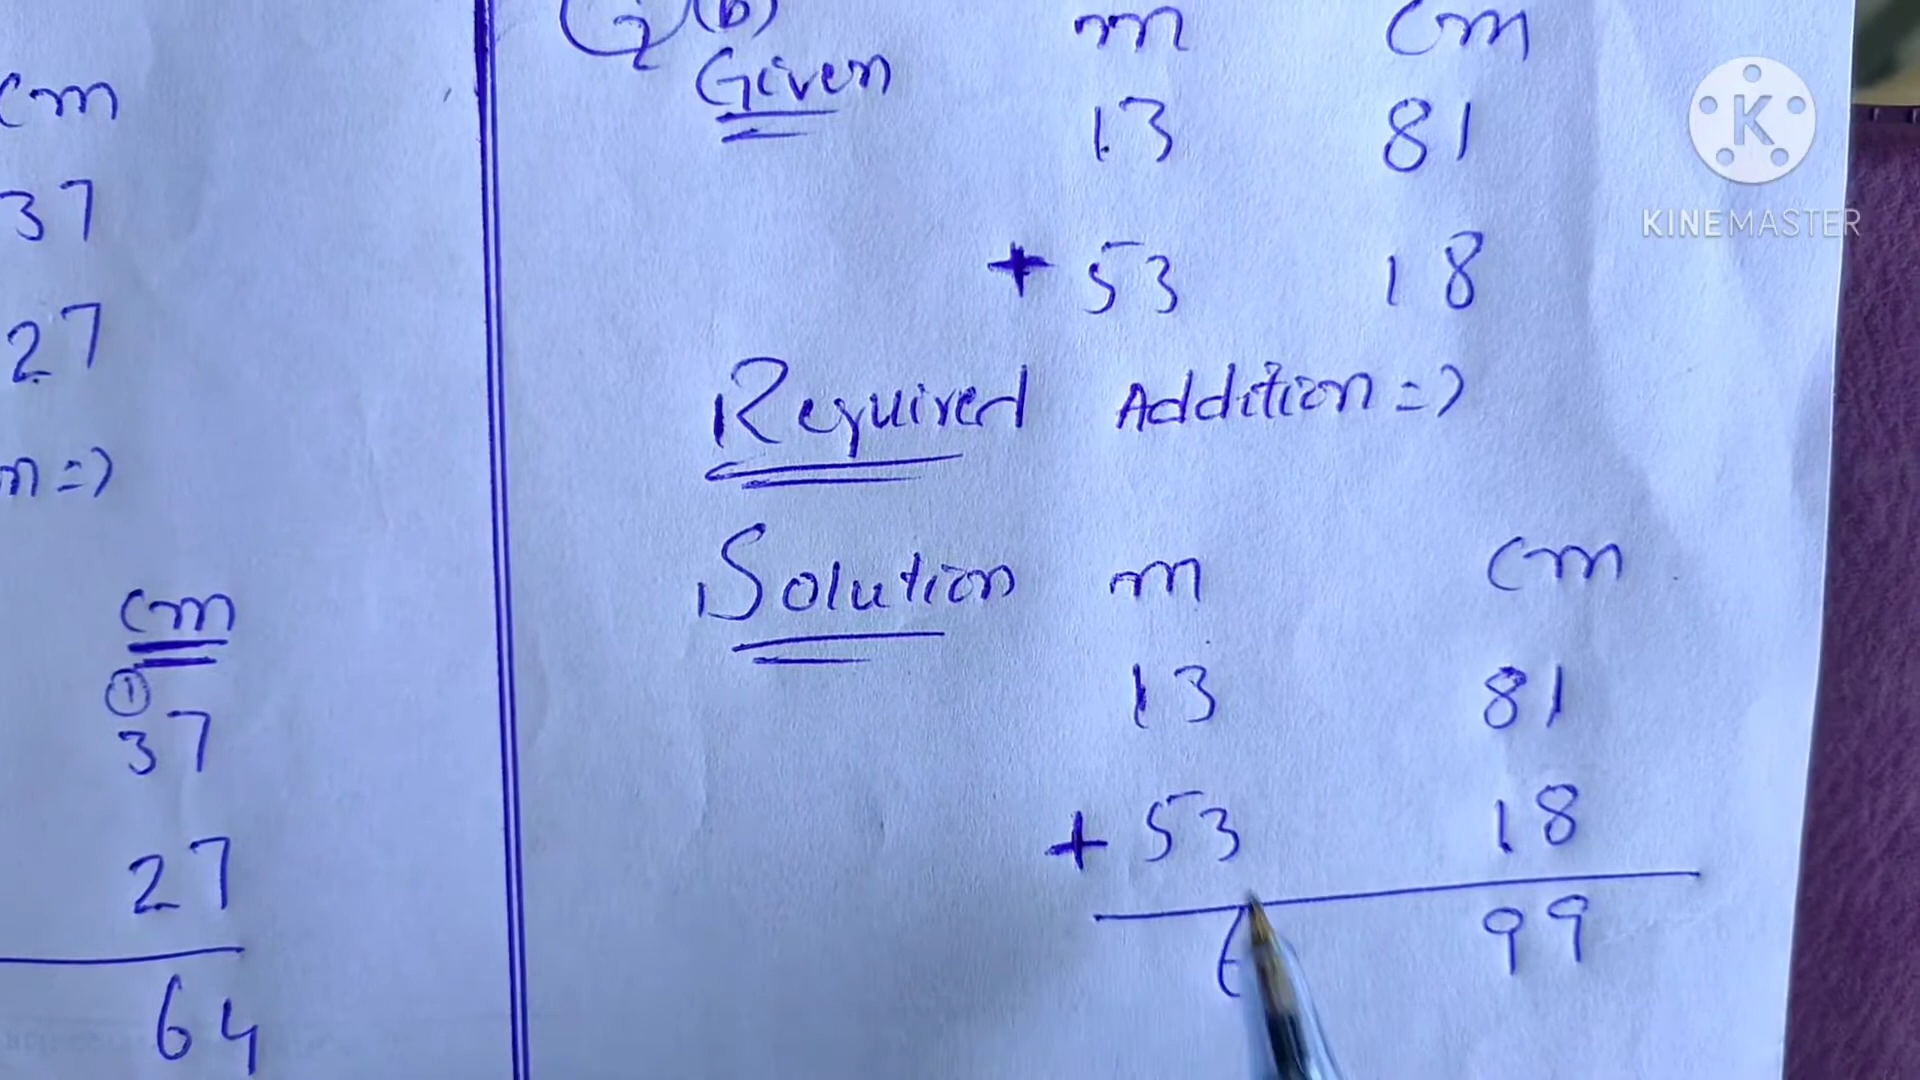 cm
37
27
n =>
cm
①
37
27
64
Q2 (b) m cm
Given 13 81
+ 53 18
Required Addition =>
Solution m cm
13 81
+ 53 18
6 99
K
KINEMASTER